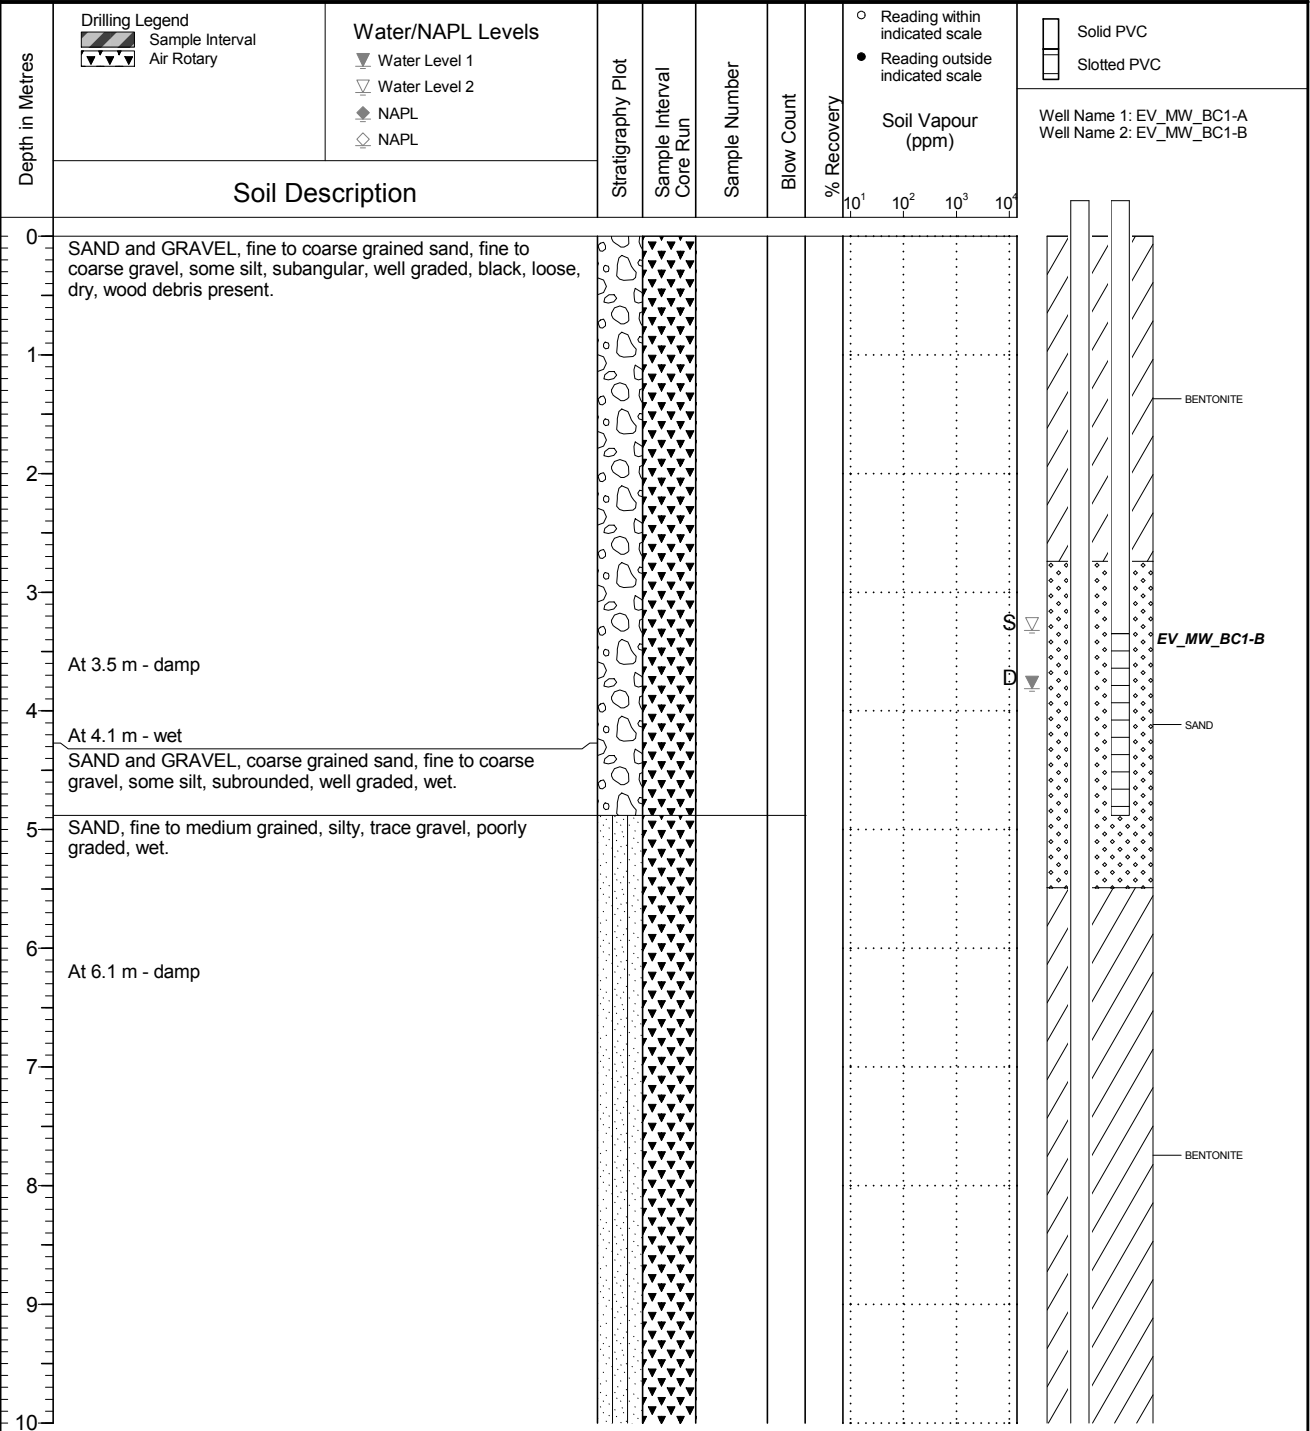 Drilling Legend
Sample Interval
Air Rotary
Water/NAPL Levels
Water Level 1
Water Level 2
NAPL
NAPL
Depth in Metres
Soil Description
Stratigraphy Plot
Sample Interval
Core Run
Sample Number
Blow Count
% Recovery
Reading within
indicated scale
Reading outside
indicated scale
Soil Vapour
(ppm)
10¹ 10² 10³ 10⁴
Solid PVC
Slotted PVC
Well Name 1: EV_MW_BC1-A
Well Name 2: EV_MW_BC1-B
0
SAND and GRAVEL, fine to coarse grained sand, fine to
coarse gravel, some silt, subangular, well graded, black, loose,
dry, wood debris present.
1
BENTONITE
2
3
S
EV_MW_BC1-B
At 3.5 m - damp
D
4
SAND
At 4.1 m - wet
SAND and GRAVEL, coarse grained sand, fine to coarse
gravel, some silt, subrounded, well graded, wet.
5
SAND, fine to medium grained, silty, trace gravel, poorly
graded, wet.
6
At 6.1 m - damp
7
BENTONITE
8
9
10